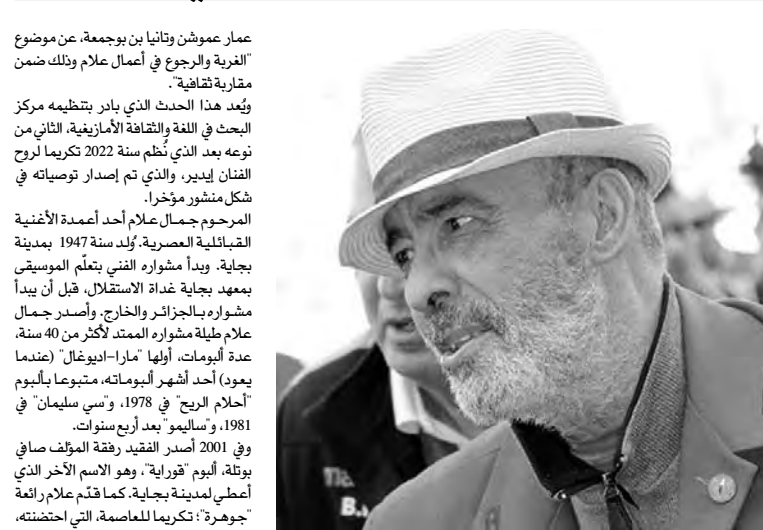 عمار عموشن وتانيا بن بوجمعة، عن موضوع
"الغربة والرجوع في أعمال علام وذلك ضمن
مقاربة ثقافية".
ويُعد هذا الحدث الذي بادر بتنظيمه مركز
البحث في اللغة والثقافة الأمازيغية، الثاني من
نوعه بعد الذي نُظم سنة 2022 تكريما لروح
الفنان إيدير، والذي تم إصدار توصياته في
شكل منشور مؤخرا.
المرحوم جمال علام أحد أعمدة الأغنية
القبائلية العصرية. وُلد سنة 1947 بمدينة
بجاية. وبدأ مشواره الفني بتعلّم الموسيقى
بمعهد بجاية غداة الاستقلال، قبل أن يبدأ
مشواره بالجزائر والخارج. وأصدر جمال
علام طيلة مشواره الممتد لأكثر من 40 سنة،
عدة ألبومات، أولها "مارا-اديوغال" (عندما
يعود) أحد أشهر ألبوماته، متبوعا بألبوم
"أحلام الريح" في 1978، و"سي سليمان" في
1981، و"ساليمو" بعد أربع سنوات.
وفي 2001 أصدر الفقيد رفقة المؤلف صافي
بوتلة، ألبوم "قوراية"، وهو الاسم الآخر الذي
أعطي لمدينة بجاية. كما قدّم علام رائعة
"جوهرة"؛ تكريما للعاصمة، التي احتضنته،